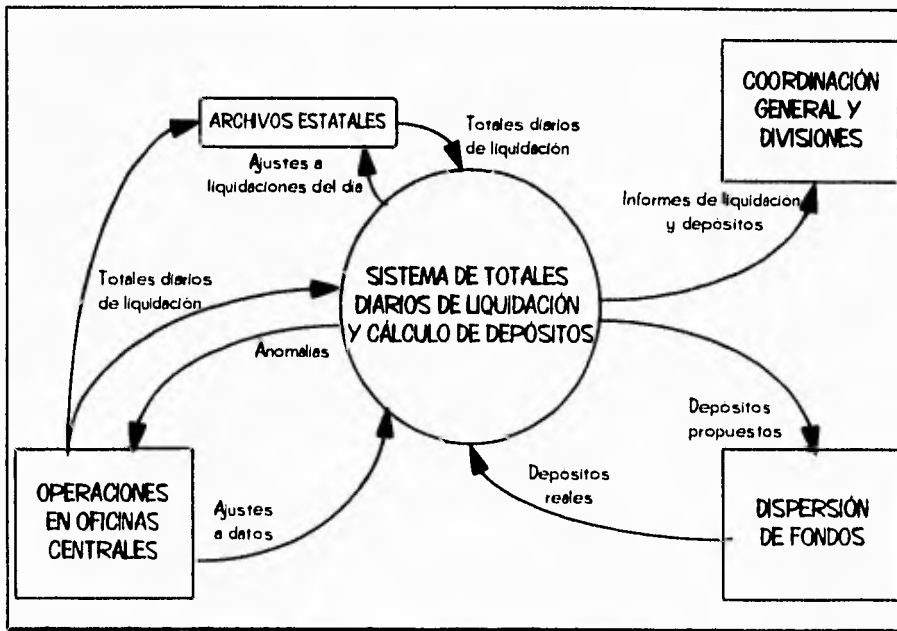 COORDINACIÓN
GENERAL Y
DIVISIONES
ARCHIVOS ESTATALES
Totales diarios
de liquidación
Ajustes a
liquidaciones del día
Informes de liquidación
y depósitos
SISTEMA DE TOTALES
DIARIOS DE LIQUIDACIÓN
Y CÁLCULO DE DEPÓSITOS
Totales diarios
de liquidación
Anomalias
Depósitos
propuestos
OPERACIONES
EN OFICINAS
CENTRALES
Ajustes
a datos
Depósitos
reales
DISPERSIÓN
DE FONDOS